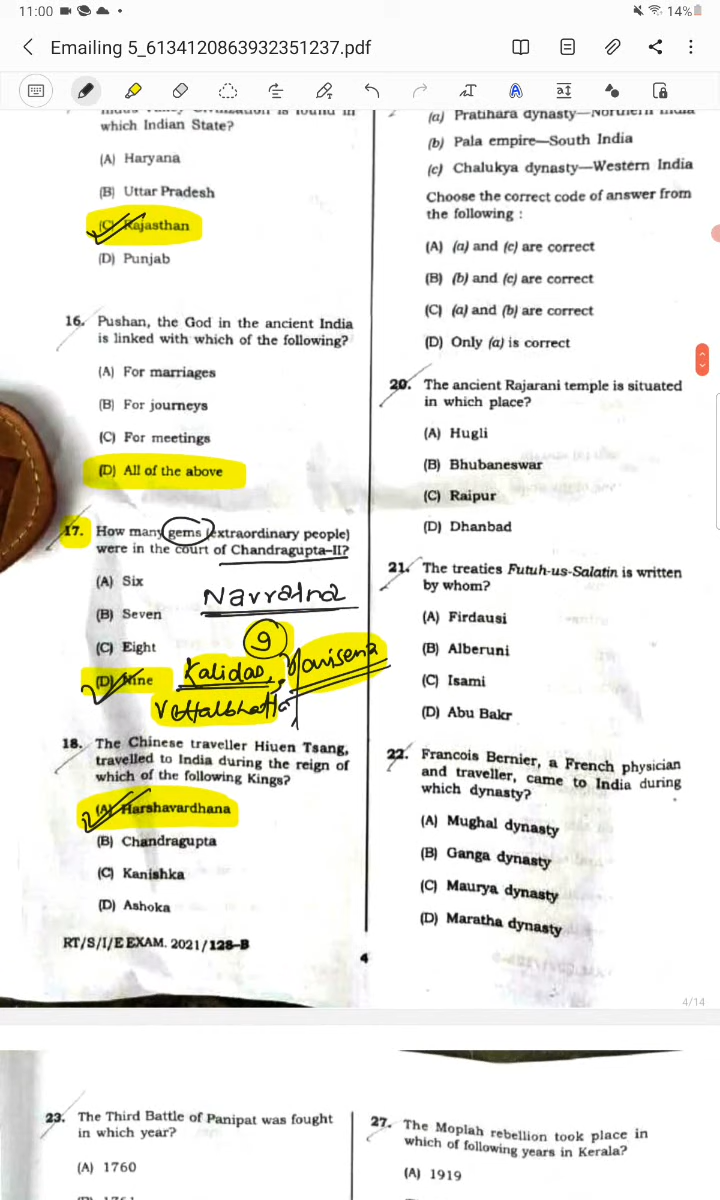 11:00
14%
Emailing 5_6134120863932351237.pdf
which Indian State?
(A) Haryana
(B) Uttar Pradesh
(C) Rajasthan
(D) Punjab
16. Pushan, the God in the ancient India
is linked with which of the following?
(A) For marriages
(B) For journeys
(C) For meetings
(D) All of the above
17. How many gems (extraordinary people)
were in the court of Chandragupta-II?
(A) Six
(B) Seven
(C) Eight
(D) Nine
Navratna
9
Kalidas,
18. The Chinese traveller Hiuen Tsang,
travelled to India during the reign of
which of the following Kings?
(A) Harshavardhana
(B) Chandragupta
(C) Kanishka
(D) Ashoka
RT/S/I/E EXAM. 2021/128-B
(a) Pratihara dynasty—Northern India
(b) Pala empire—South India
(c) Chalukya dynasty—Western India
Choose the correct code of answer from
the following :
(A) (a) and (c) are correct
(B) (b) and (c) are correct
(C) (a) and (b) are correct
(D) Only (a) is correct
20. The ancient Rajarani temple is situated
in which place?
(A) Hugli
(B) Bhubaneswar
(C) Raipur
(D) Dhanbad
21. The treaties Futuh-us-Salatin is written
by whom?
(A) Firdausi
(B) Alberuni
(C) Isami
(D) Abu Bakr
22. Francois Bernier, a French physician
and traveller, came to India during
which dynasty?
(A) Mughal dynasty
(B) Ganga dynasty
(C) Maurya dynasty
(D) Maratha dynasty
4
4/14
23. The Third Battle of Panipat was fought
in which year?
(A) 1760
27. The Moplah rebellion took place in
which of following years in Kerala?
(A) 1919